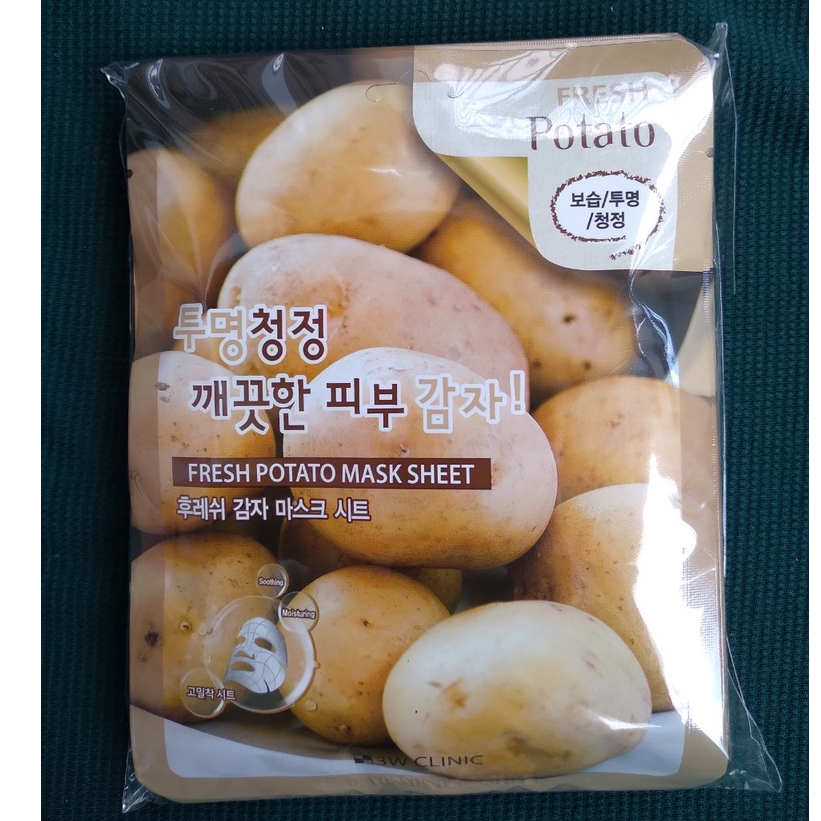 FRESH
Potato
보습/투명
/청정
투명청정
깨끗한 피부 감자!
FRESH POTATO MASK SHEET
후레쉬 감자 마스크 시트
Soothing
Moisturing
고밀착 시트
3W CLINIC